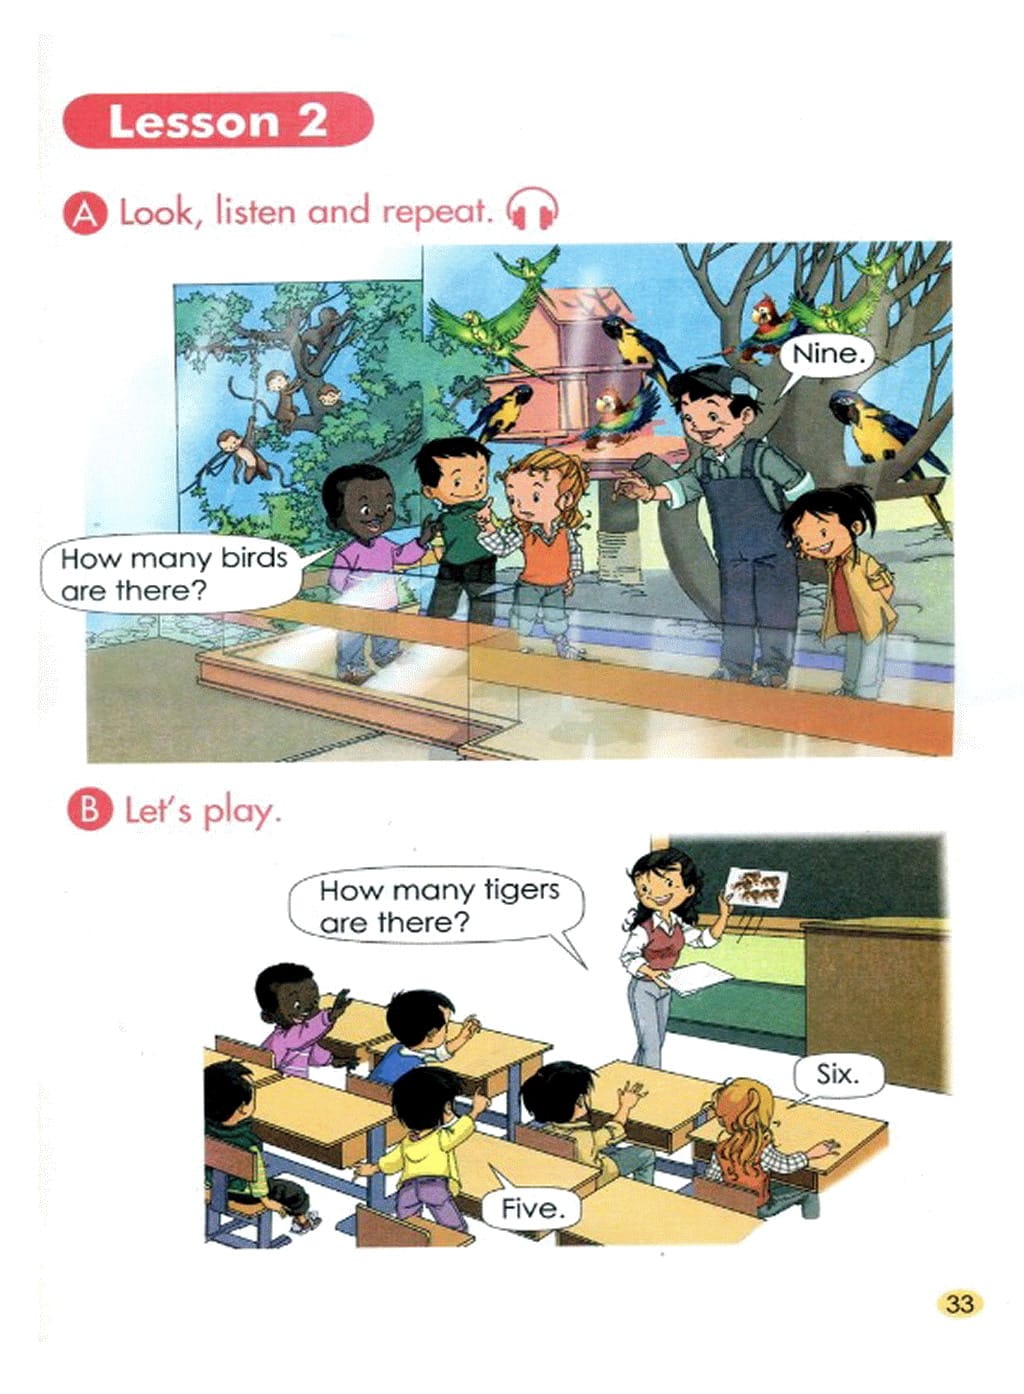 Lesson 2
A Look, listen and repeat.
Nine.
How many birds
are there?
B Let's play.
How many tigers
are there?
Six.
Five.
33